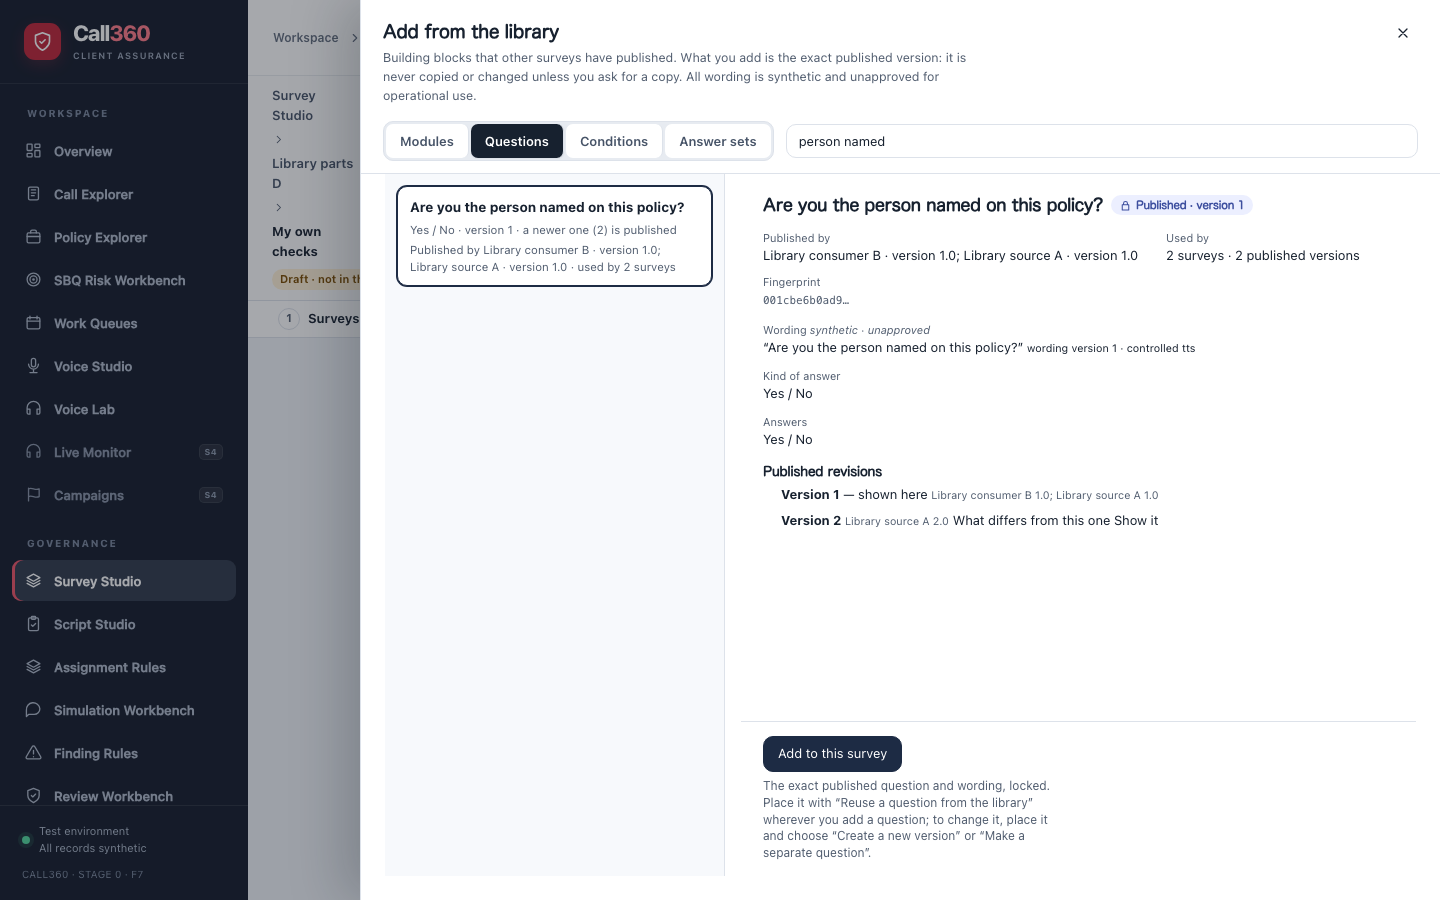 Call360
CLIENT ASSURANCE
WORKSPACE
Overview
Call Explorer
Policy Explorer
SBQ Risk Workbench
Work Queues
Voice Studio
Voice Lab
Live Monitor S4
Campaigns S4
GOVERNANCE
Survey Studio
Script Studio
Assignment Rules
Simulation Workbench
Finding Rules
Review Workbench
Test environment
All records synthetic
CALL360 · STAGE 0 · F7
Workspace
Survey
Studio
Library parts
D
My own
checks
Draft · not in th
1 Surveys
Add from the library
Building blocks that other surveys have published. What you add is the exact published version: it is
never copied or changed unless you ask for a copy. All wording is synthetic and unapproved for
operational use.
Modules Questions Conditions Answer sets
person named
Are you the person named on this policy?
Yes / No · version 1 · a newer one (2) is published
Published by Library consumer B · version 1.0;
Library source A · version 1.0 · used by 2 surveys
Are you the person named on this policy? Published · version 1
Published by
Library consumer B · version 1.0; Library source A · version 1.0
Used by
2 surveys · 2 published versions
Fingerprint
001cbe6b0ad9…
Wording synthetic · unapproved
“Are you the person named on this policy?” wording version 1 · controlled tts
Kind of answer
Yes / No
Answers
Yes / No
Published revisions
Version 1 — shown here Library consumer B 1.0; Library source A 1.0
Version 2 Library source A 2.0 What differs from this one Show it
Add to this survey
The exact published question and wording, locked.
Place it with “Reuse a question from the library”
wherever you add a question; to change it, place it
and choose “Create a new version” or “Make a
separate question”.